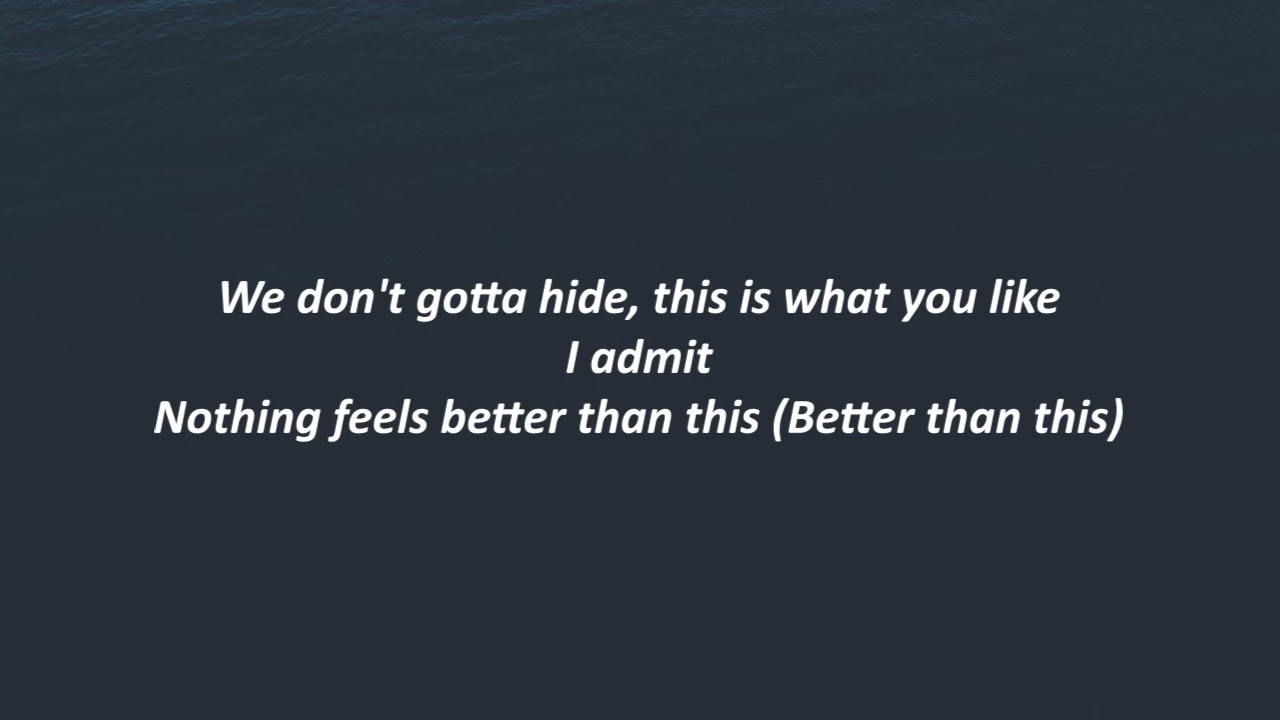 We don't gotta hide, this is what you like
I admit
Nothing feels better than this (Better than this)